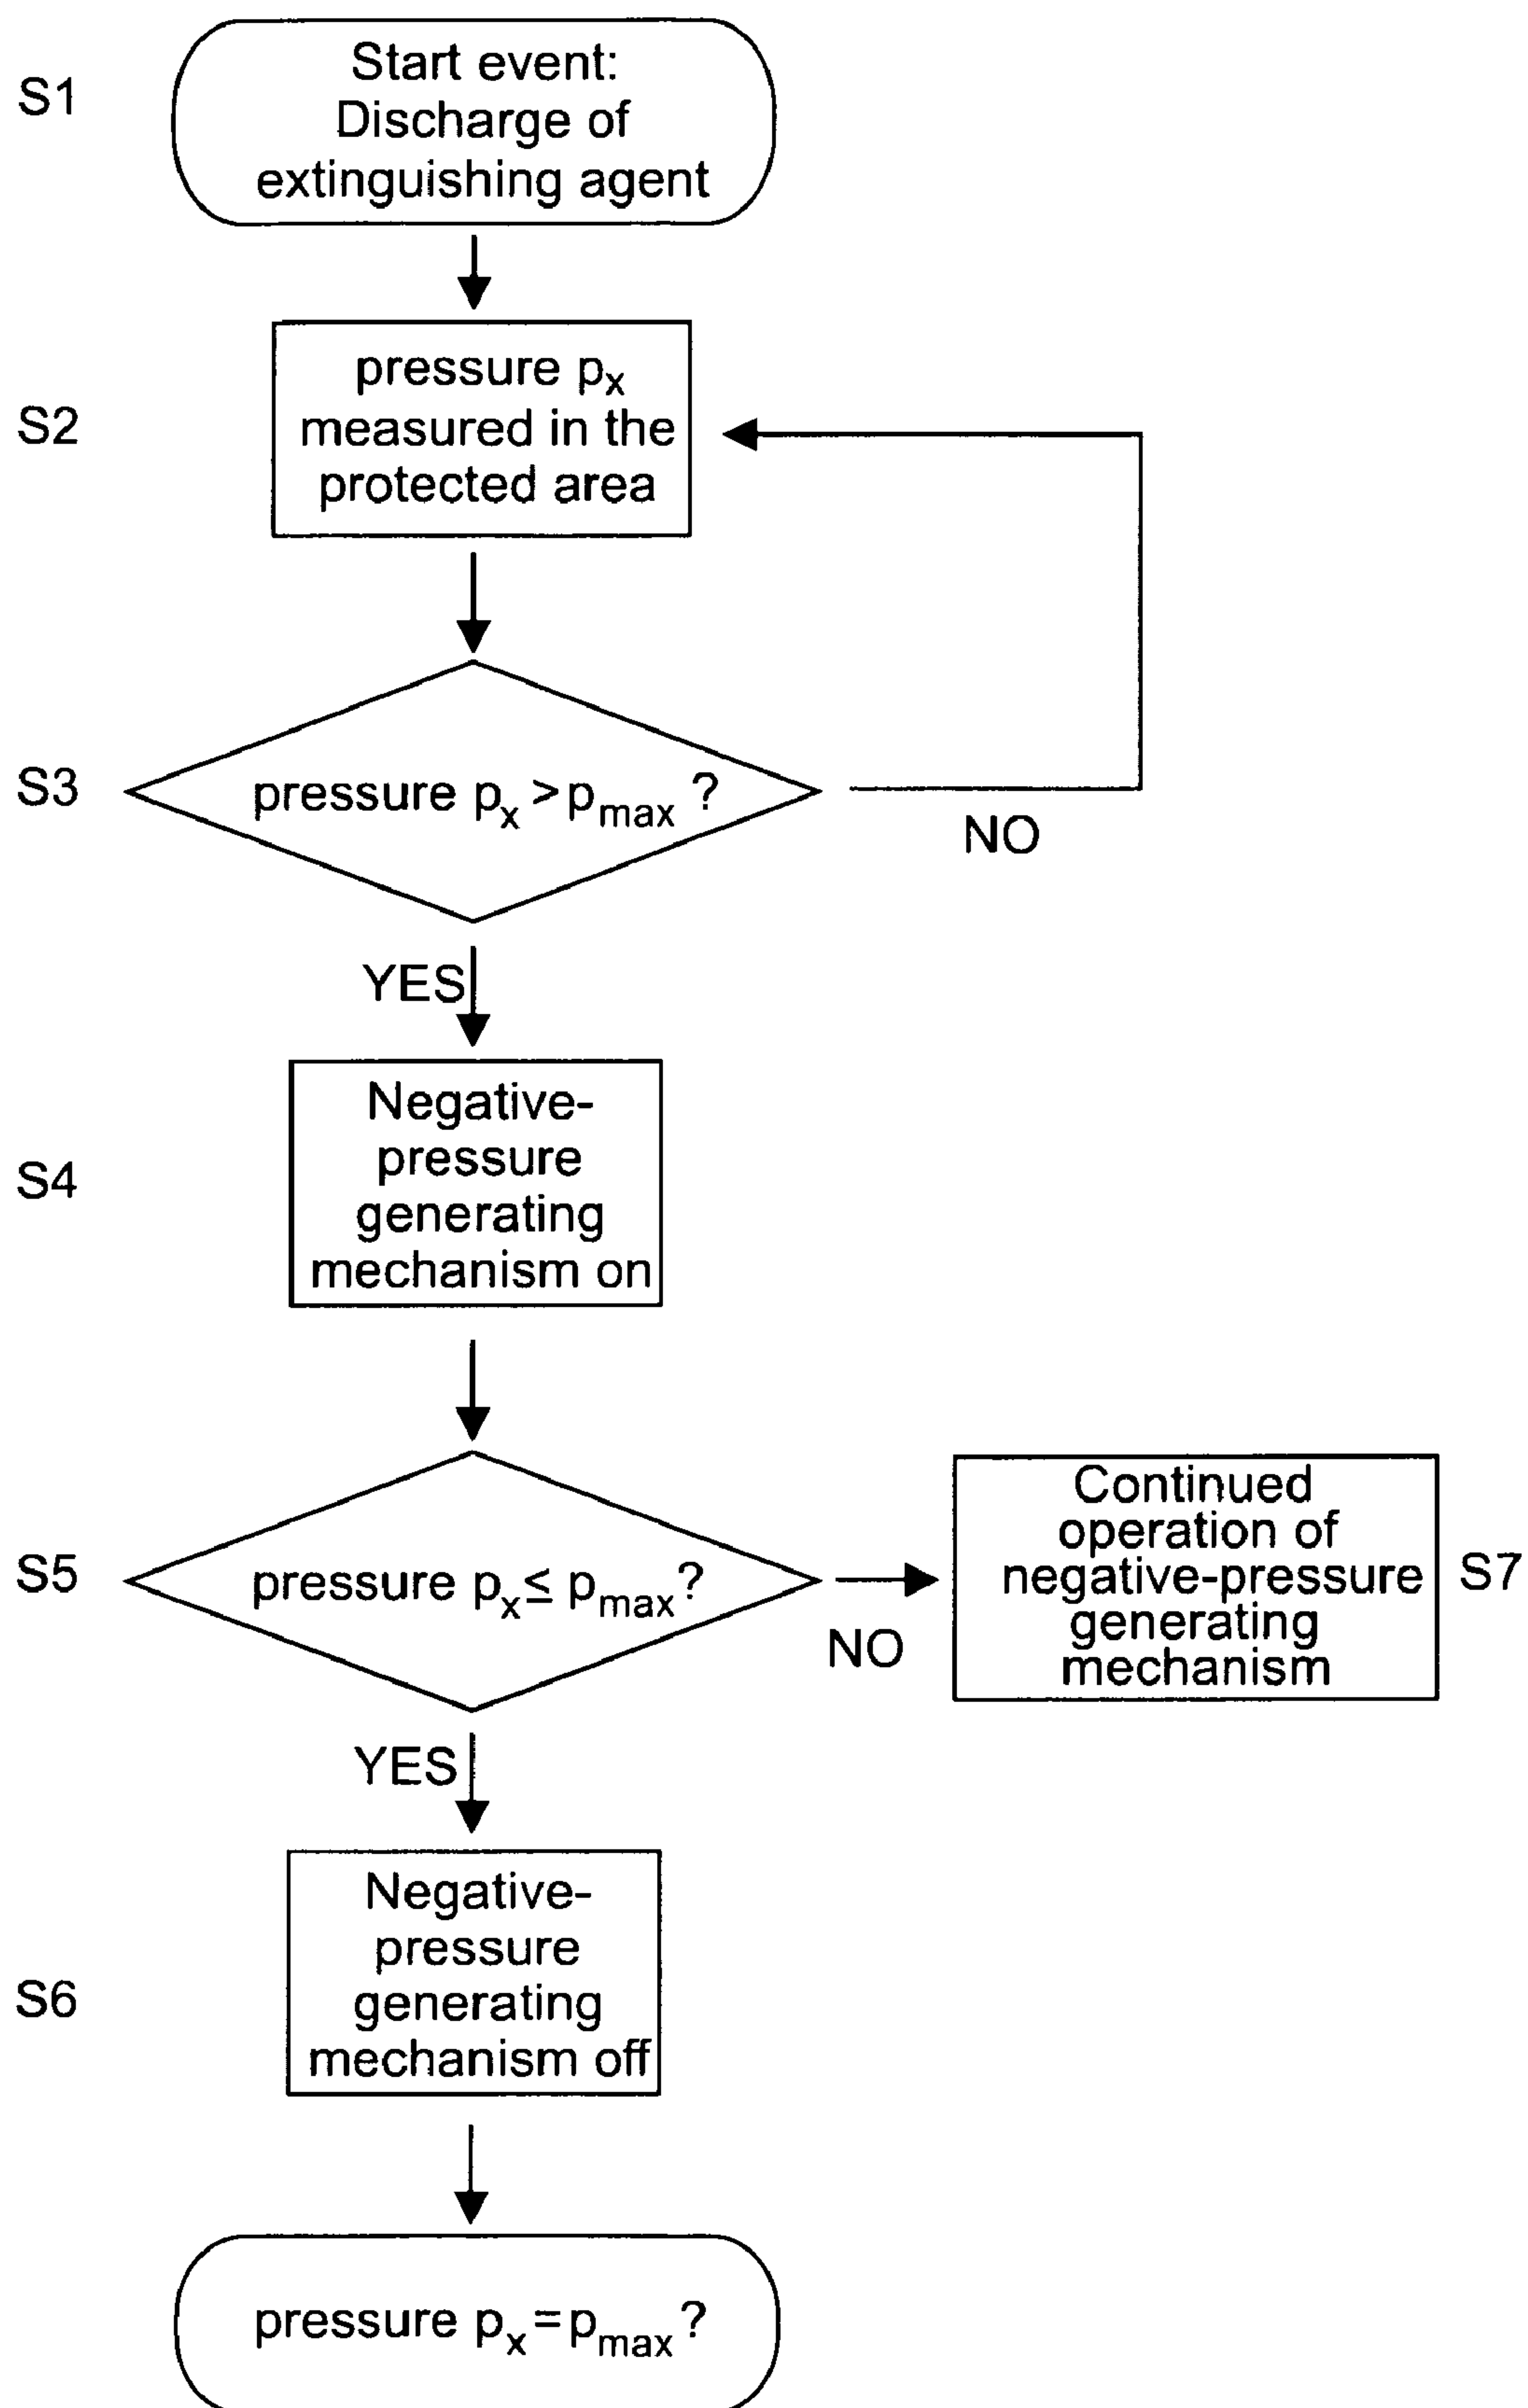 S1
Start event:
Discharge of
extinguishing agent
S2
pressure px
measured in the
protected area
S3
pressure px > pmax ?
NO
YES
S4
Negative-
pressure
generating
mechanism on
S5
pressure px ≤ pmax?
NO
Continued
operation of
negative-pressure
generating
mechanism
S7
YES
S6
Negative-
pressure
generating
mechanism off
pressure px = pmax ?